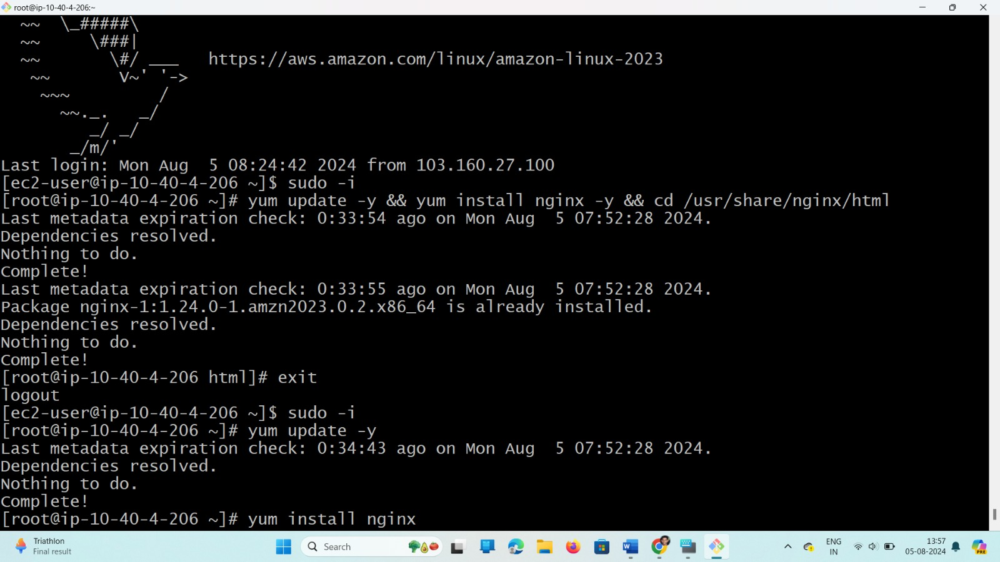 root@ip-10-40-4-206:~
~~ \_#####\
~~ \###|
~~ \#/ ___ https://aws.amazon.com/linux/amazon-linux-2023
~~ V~' '->
~~~ /
~~._. _/
_/ _/
_/m/'
Last login: Mon Aug  5 08:24:42 2024 from 103.160.27.100
[ec2-user@ip-10-40-4-206 ~]$ sudo -i
[root@ip-10-40-4-206 ~]# yum update -y && yum install nginx -y && cd /usr/share/nginx/html
Last metadata expiration check: 0:33:54 ago on Mon Aug  5 07:52:28 2024.
Dependencies resolved.
Nothing to do.
Complete!
Last metadata expiration check: 0:33:55 ago on Mon Aug  5 07:52:28 2024.
Package nginx-1:1.24.0-1.amzn2023.0.2.x86_64 is already installed.
Dependencies resolved.
Nothing to do.
Complete!
[root@ip-10-40-4-206 html]# exit
logout
[ec2-user@ip-10-40-4-206 ~]$ sudo -i
[root@ip-10-40-4-206 ~]# yum update -y
Last metadata expiration check: 0:34:43 ago on Mon Aug  5 07:52:28 2024.
Dependencies resolved.
Nothing to do.
Complete!
[root@ip-10-40-4-206 ~]# yum install nginx
Triathlon
Final result
Search
ENG
IN
13:57
05-08-2024
PRE